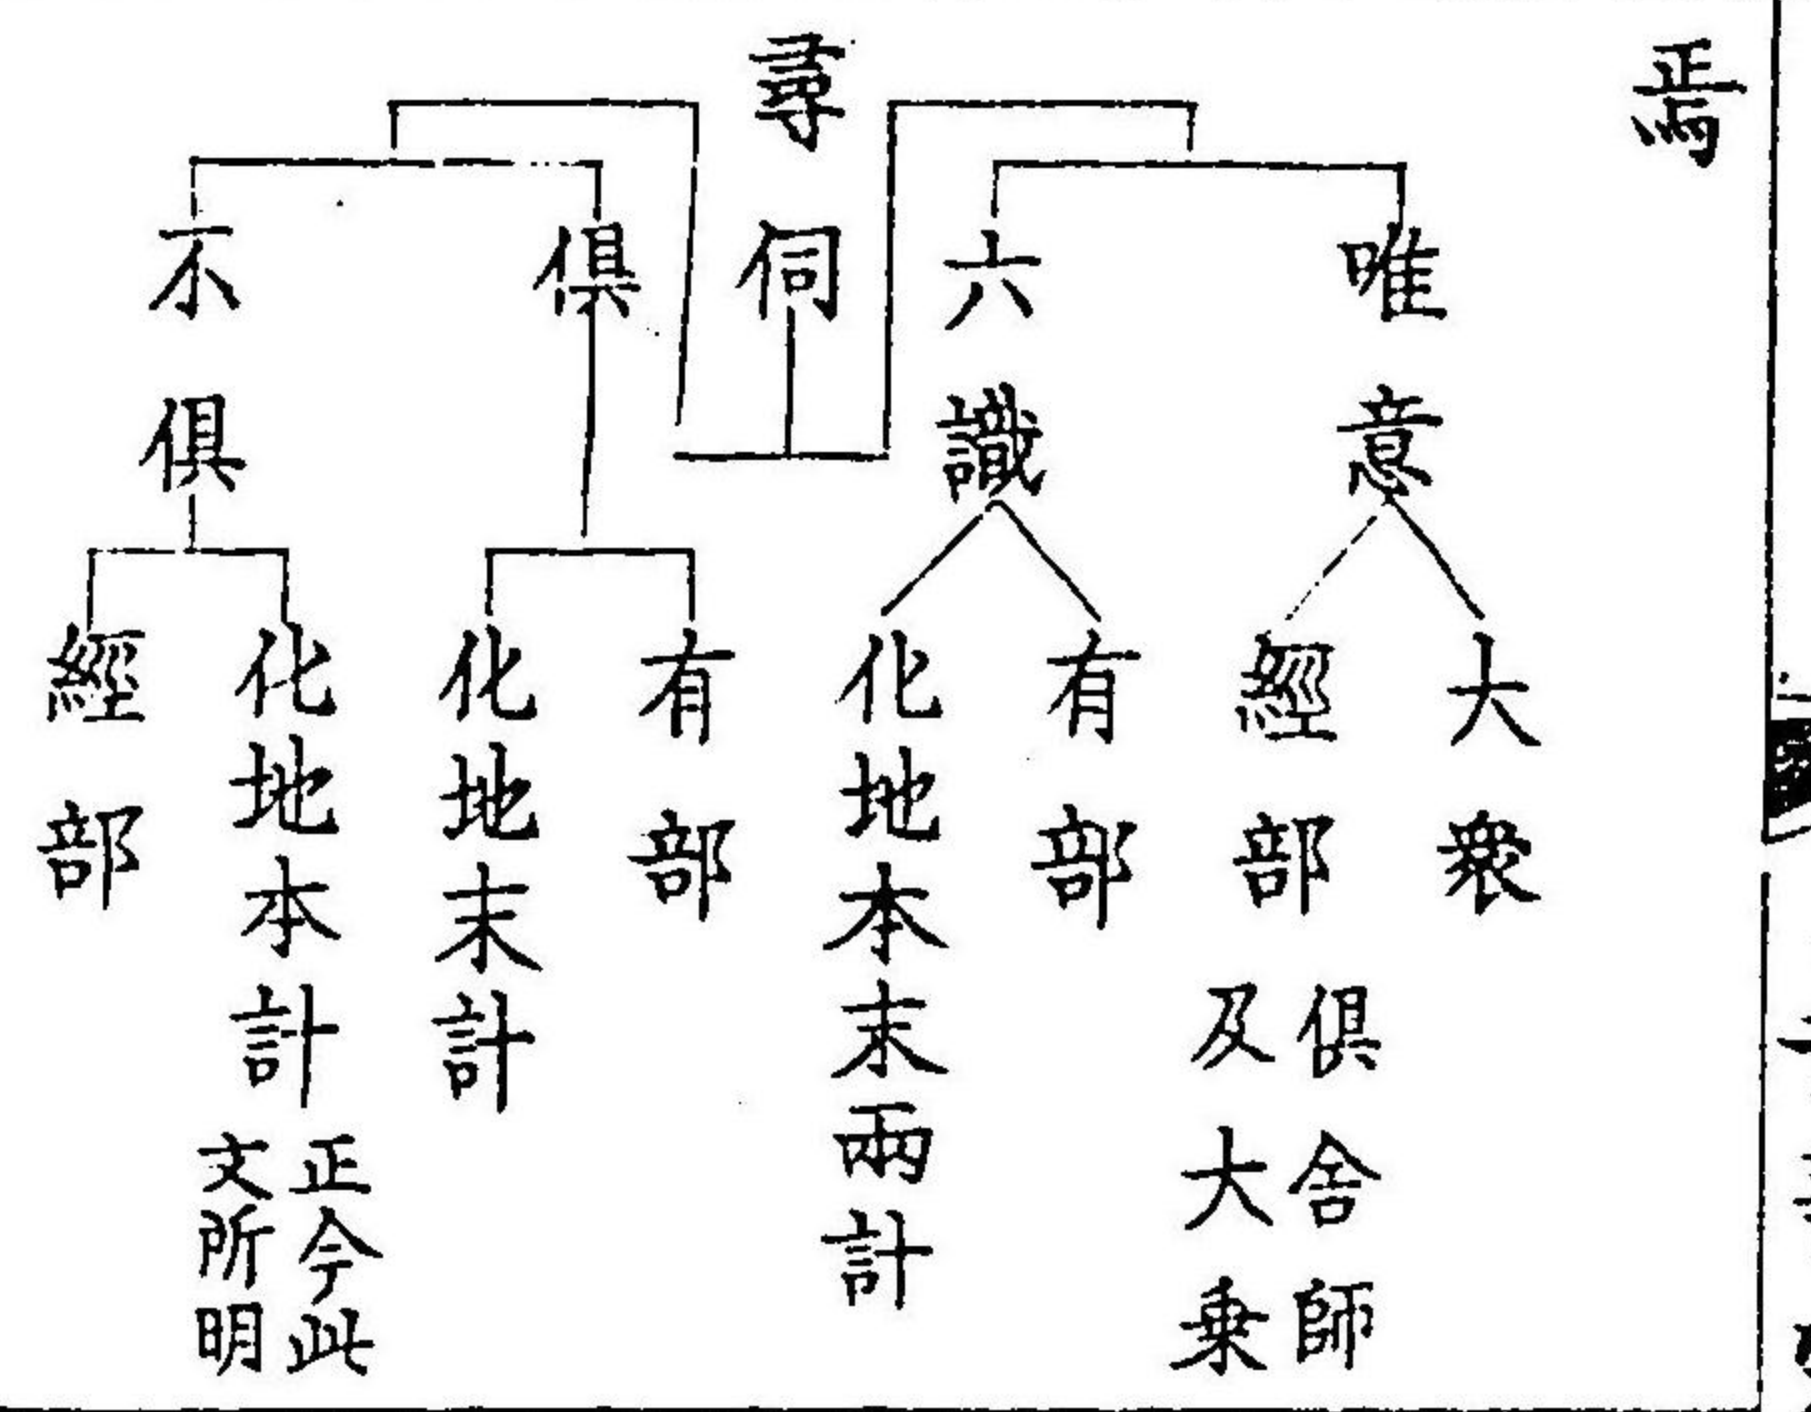 焉
尋伺
唯意
大衆
經部
俱舍師
及大乗
六識
有部
化地本末兩計
俱
有部
化地末計
不俱
化地本計
正今此
文所明
經部